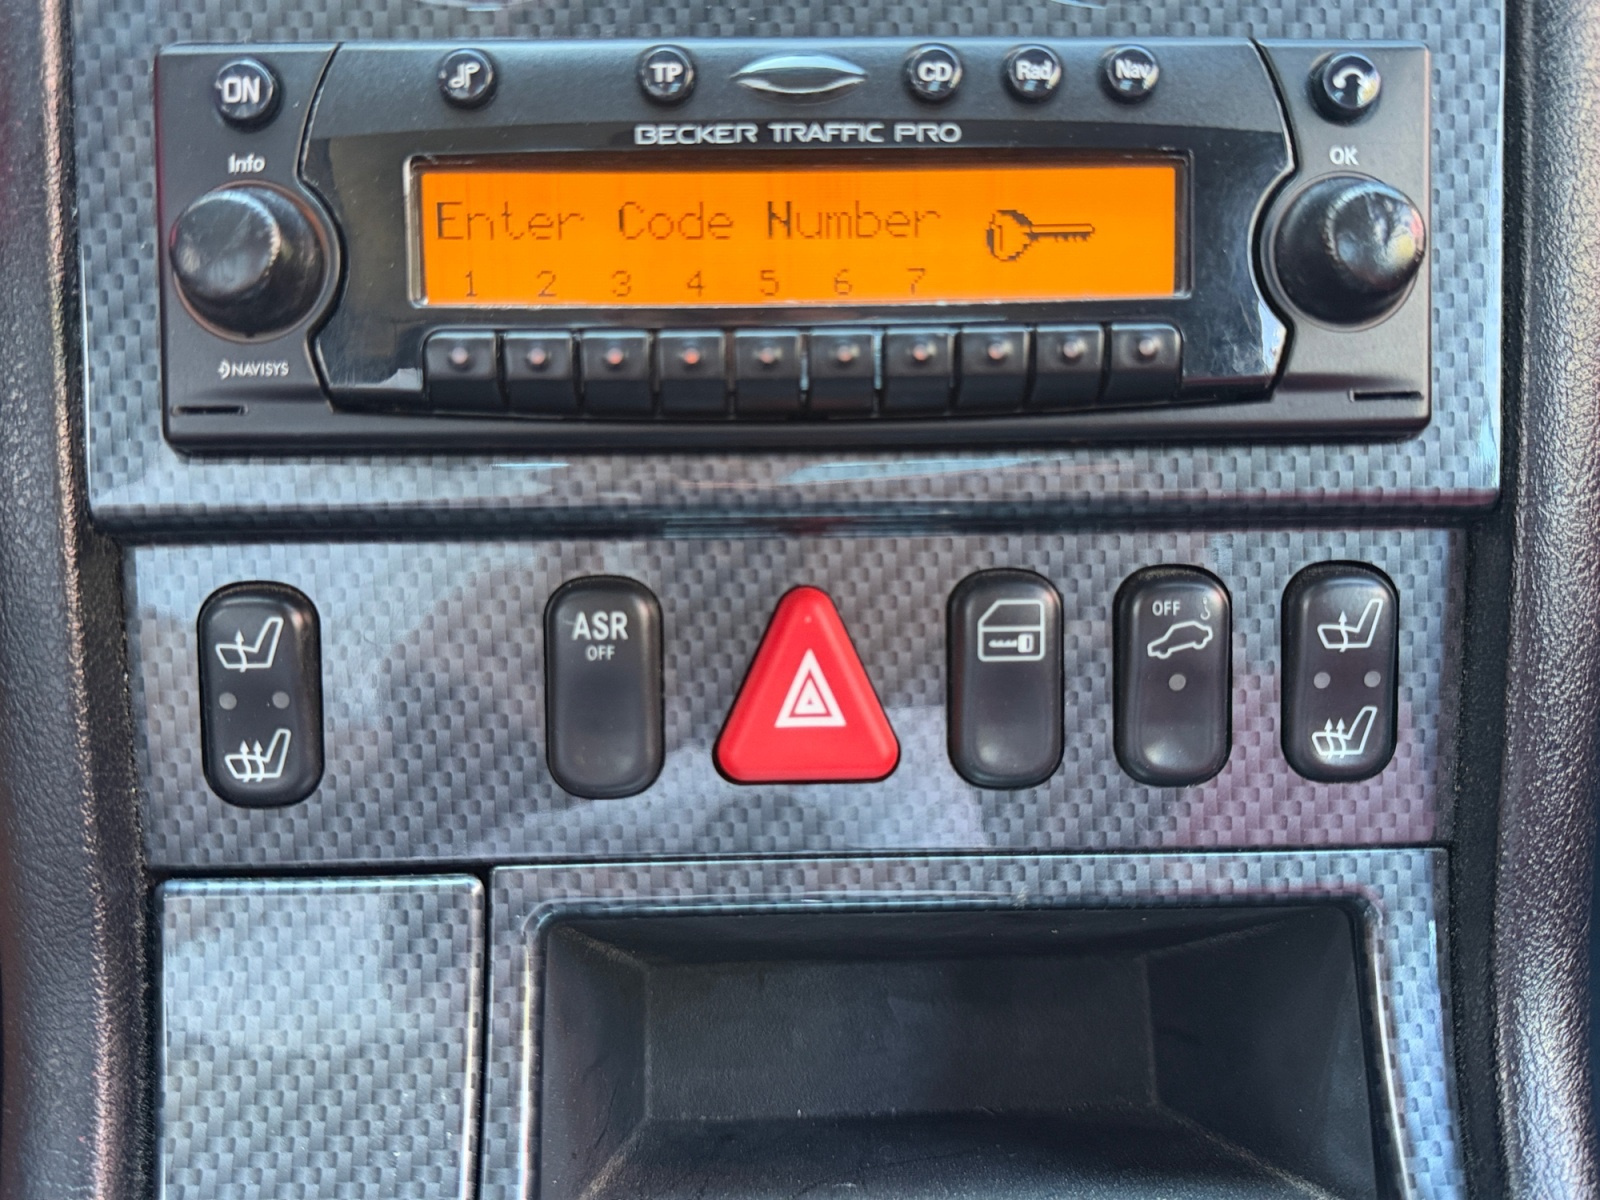 ON
TP
CD
Rad
Nav
BECKER TRAFFIC PRO
Info
OK
Enter Code Number
1 2 3 4 5 6 7
NAVISYS
ASR
OFF
OFF